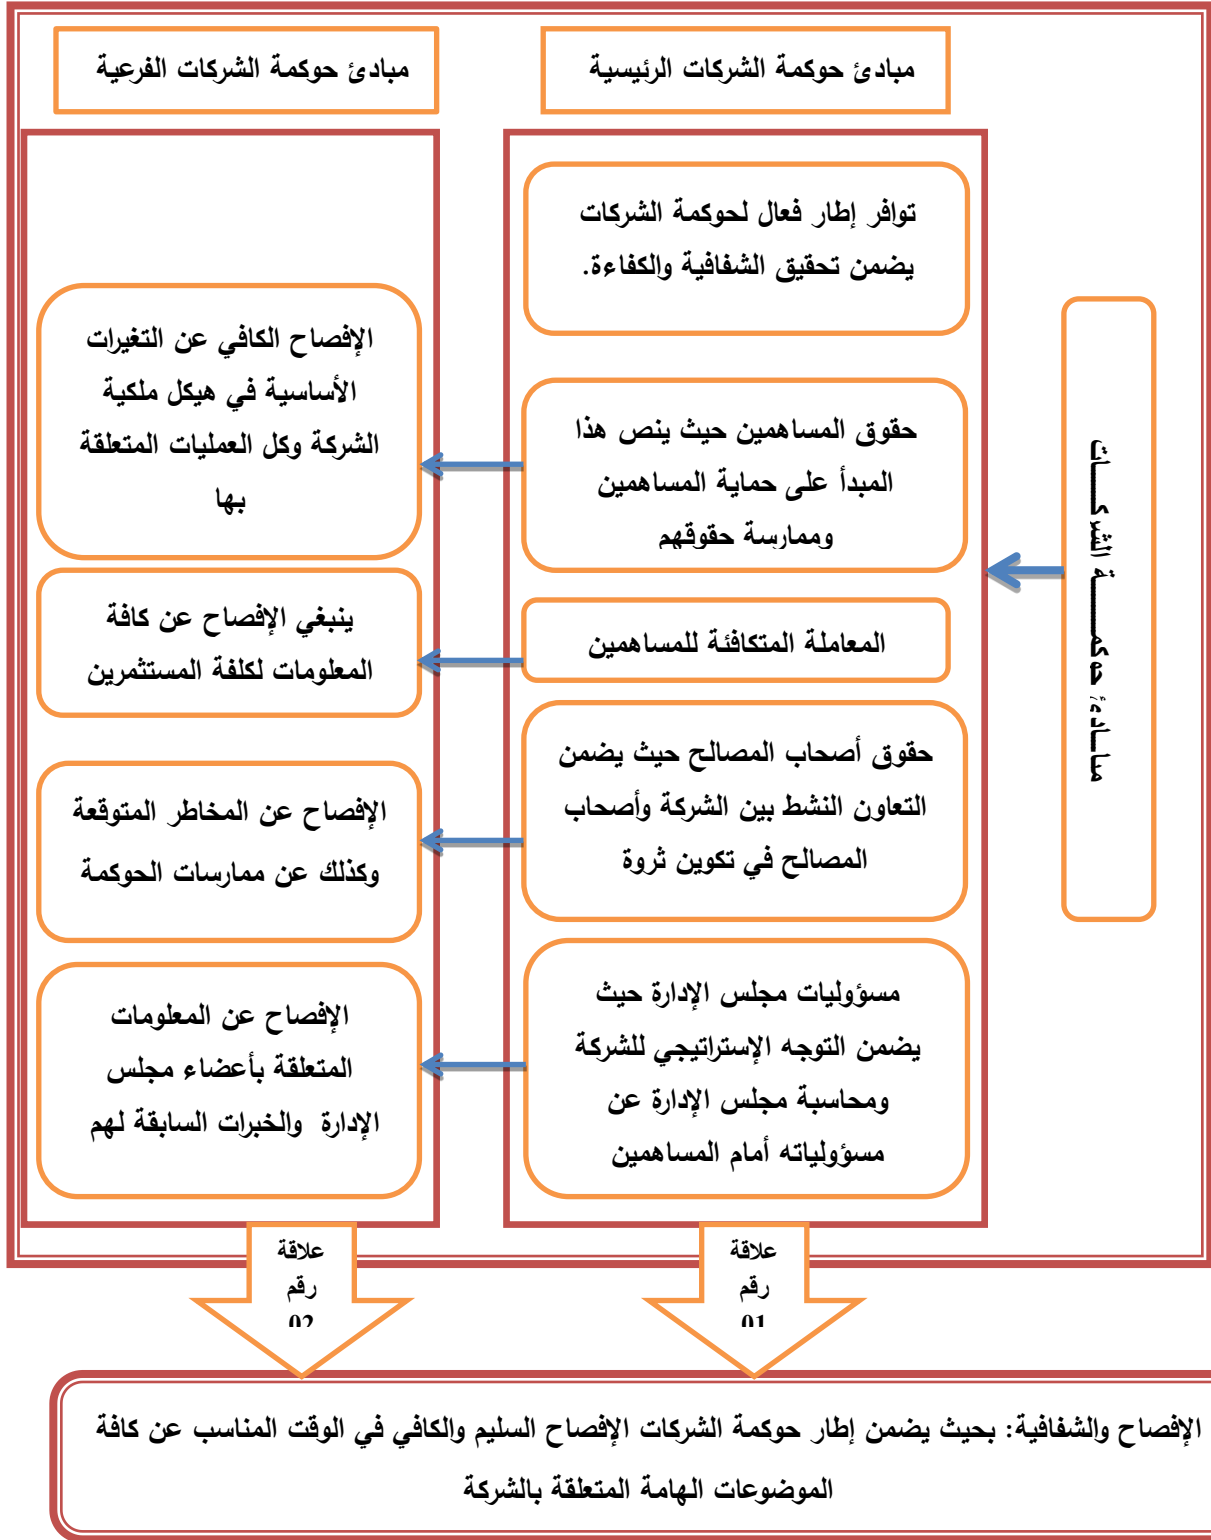 مبادئ حوكمة الشركات الرئيسية
مبادئ حوكمة الشركات الفرعية
مبــادئ حوكمــــــة الشركــــــات
توافر إطار فعال لحوكمة الشركات
يضمن تحقيق الشفافية والكفاءة.
حقوق المساهمين حيث ينص هذا
المبدأ على حماية المساهمين
وممارسة حقوقهم
المعاملة المتكافئة للمساهمين
حقوق أصحاب المصالح حيث يضمن
التعاون النشط بين الشركة وأصحاب
المصالح في تكوين ثروة
مسؤوليات مجلس الإدارة حيث
يضمن التوجه الإستراتيجي للشركة
ومحاسبة مجلس الإدارة عن
مسؤولياته أمام المساهمين
الإفصاح الكافي عن التغيرات
الأساسية في هيكل ملكية
الشركة وكل العمليات المتعلقة
بها
ينبغي الإفصاح عن كافة
المعلومات لكلفة المستثمرين
الإفصاح عن المخاطر المتوقعة
وكذلك عن ممارسات الحوكمة
الإفصاح عن المعلومات
المتعلقة بأعضاء مجلس
الإدارة والخبرات السابقة لهم
علاقة
رقم
01
علاقة
رقم
02
الإفصاح والشفافية: بحيث يضمن إطار حوكمة الشركات الإفصاح السليم والكافي في الوقت المناسب عن كافة
الموضوعات الهامة المتعلقة بالشركة